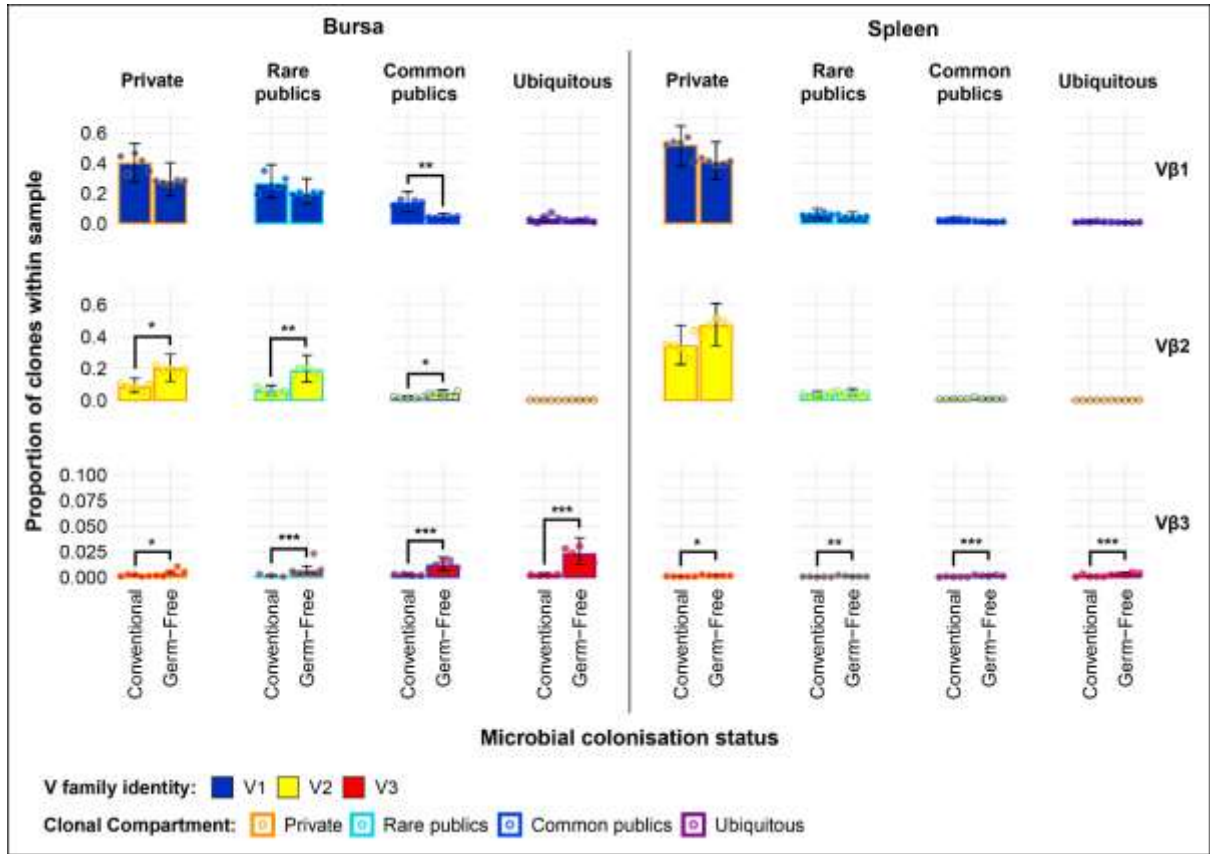 Bursa
Spleen
Private
Rare publics
Common publics
Ubiquitous
Private
Rare publics
Common publics
Ubiquitous
Proportion of clones within sample
0.6
0.4
0.2
0.0
**
Vβ1
0.6
0.4
0.2
0.0
*
**
*
Vβ2
0.100
0.075
0.050
0.025
0.000
*
***
***
***
*
**
***
***
Vβ3
Conventional
Germ-Free
Conventional
Germ-Free
Conventional
Germ-Free
Conventional
Germ-Free
Conventional
Germ-Free
Conventional
Germ-Free
Conventional
Germ-Free
Conventional
Germ-Free
Microbial colonisation status
V family identity: V1 V2 V3
Clonal Compartment: Private Rare publics Common publics Ubiquitous